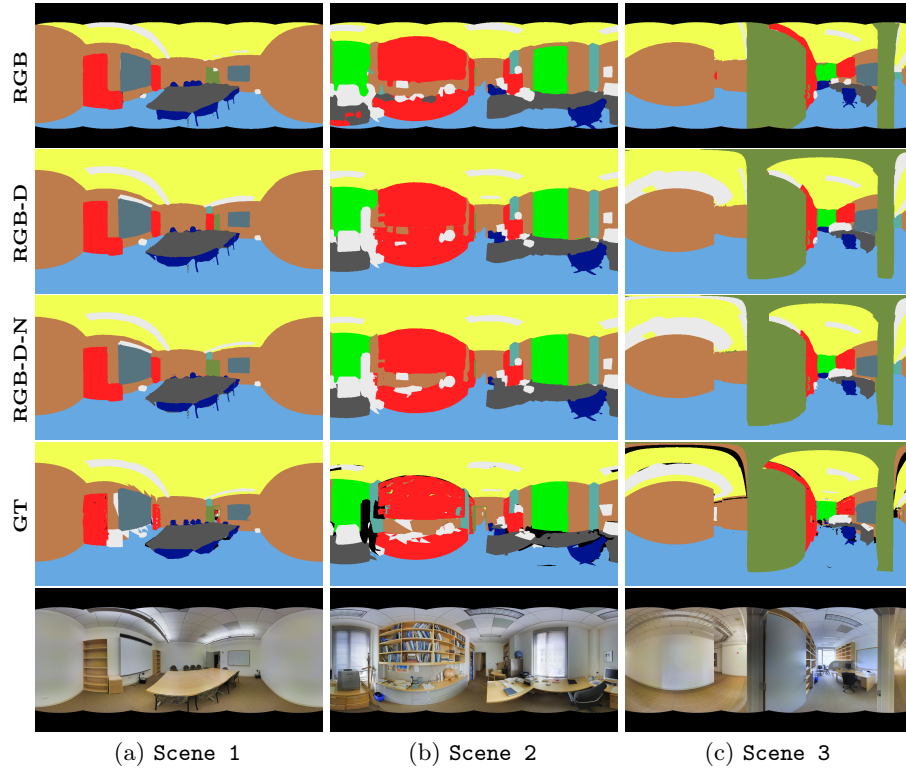 RGB
RGB-D
RGB-D-N
GT
(a) Scene 1
(b) Scene 2
(c) Scene 3